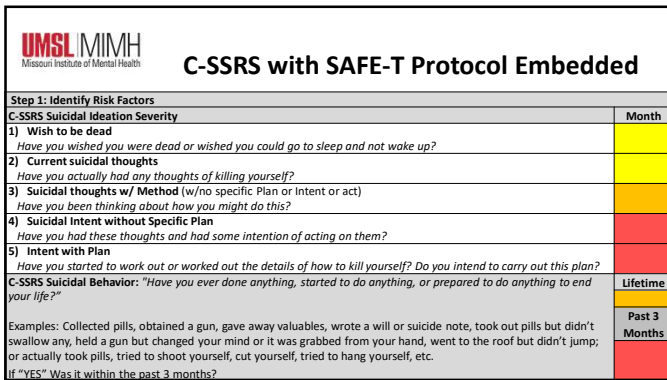 UMSL MIMH
Missouri Institute of Mental Health
C-SSRS with SAFE-T Protocol Embedded
Step 1: Identify Risk Factors
C-SSRS Suicidal Ideation Severity Month
1) Wish to be dead
Have you wished you were dead or wished you could go to sleep and not wake up?
2) Current suicidal thoughts
Have you actually had any thoughts of killing yourself?
3) Suicidal thoughts w/ Method (w/no specific Plan or Intent or act)
Have you been thinking about how you might do this?
4) Suicidal Intent without Specific Plan
Have you had these thoughts and had some intention of acting on them?
5) Intent with Plan
Have you started to work out or worked out the details of how to kill yourself? Do you intend to carry out this plan?
C-SSRS Suicidal Behavior: "Have you ever done anything, started to do anything, or prepared to do anything to end
your life?”
Lifetime
Examples: Collected pills, obtained a gun, gave away valuables, wrote a will or suicide note, took out pills but didn’t
swallow any, held a gun but changed your mind or it was grabbed from your hand, went to the roof but didn’t jump;
or actually took pills, tried to shoot yourself, cut yourself, tried to hang yourself, etc.
Past 3
Months
If “YES” Was it within the past 3 months?